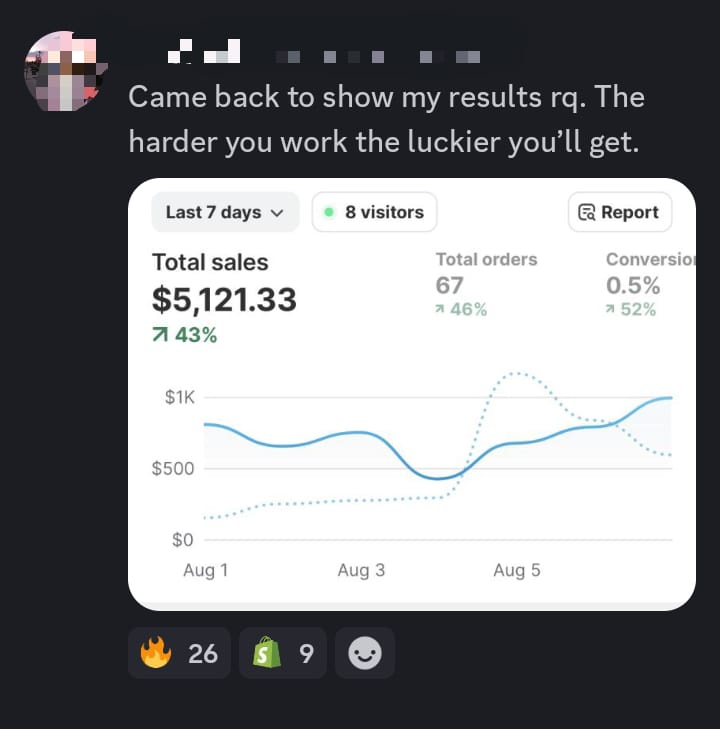 Came back to show my results rq. The
harder you work the luckier you’ll get.
Last 7 days
8 visitors
Report
Total sales
Total orders
$5,121.33
67
0.5%
43%
46%
52%
$1K
$500
$0
Aug 1
Aug 3
Aug 5
26
9